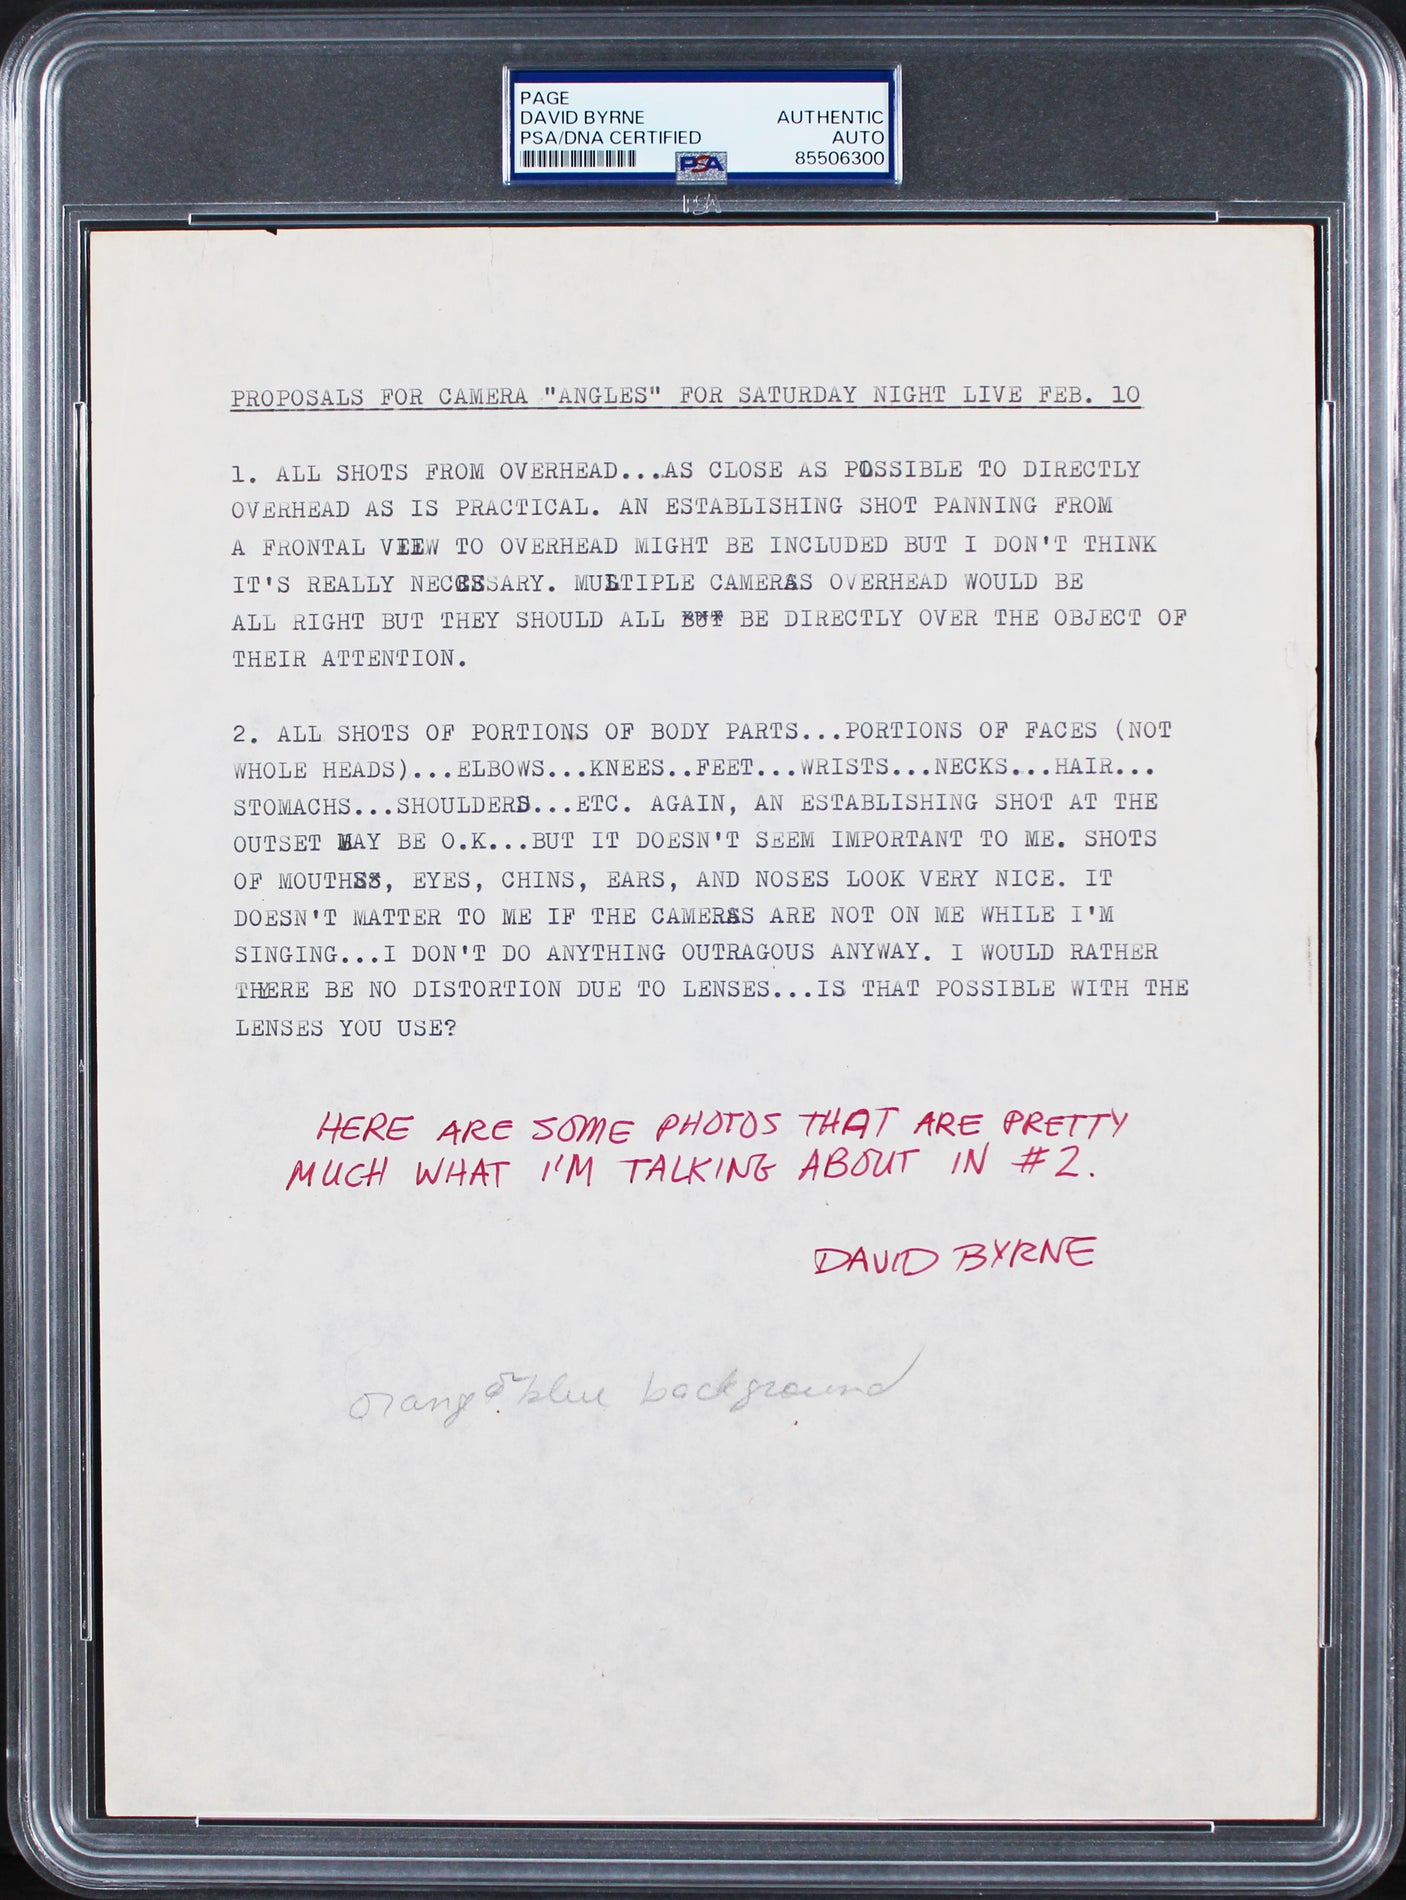 PAGE
DAVID BYRNE AUTHENTIC
PSA/DNA CERTIFIED AUTO
PSA 85506300
PSA
PROPOSALS FOR CAMERA "ANGLES" FOR SATURDAY NIGHT LIVE FEB. 10
1. ALL SHOTS FROM OVERHEAD...AS CLOSE AS POSSIBLE TO DIRECTLY
OVERHEAD AS IS PRACTICAL. AN ESTABLISHING SHOT PANNING FROM
A FRONTAL VIEW TO OVERHEAD MIGHT BE INCLUDED BUT I DON'T THINK
IT'S REALLY NECESSARY. MULTIPLE CAMERAS OVERHEAD WOULD BE
ALL RIGHT BUT THEY SHOULD ALL BUT BE DIRECTLY OVER THE OBJECT OF
THEIR ATTENTION.
2. ALL SHOTS OF PORTIONS OF BODY PARTS...PORTIONS OF FACES (NOT
WHOLE HEADS)...ELBOWS...KNEES..FEET...WRISTS...NECKS...HAIR...
STOMACHS...SHOULDERS...ETC. AGAIN, AN ESTABLISHING SHOT AT THE
OUTSET MAY BE O.K...BUT IT DOESN'T SEEM IMPORTANT TO ME. SHOTS
OF MOUTHS, EYES, CHINS, EARS, AND NOSES LOOK VERY NICE. IT
DOESN'T MATTER TO ME IF THE CAMERAS ARE NOT ON ME WHILE I'M
SINGING...I DON'T DO ANYTHING OUTRAGOUS ANYWAY. I WOULD RATHER
THERE BE NO DISTORTION DUE TO LENSES...IS THAT POSSIBLE WITH THE
LENSES YOU USE?
HERE ARE SOME PHOTOS THAT ARE PRETTY
MUCH WHAT I'M TALKING ABOUT IN #2.
DAVID BYRNE
orange or blue background